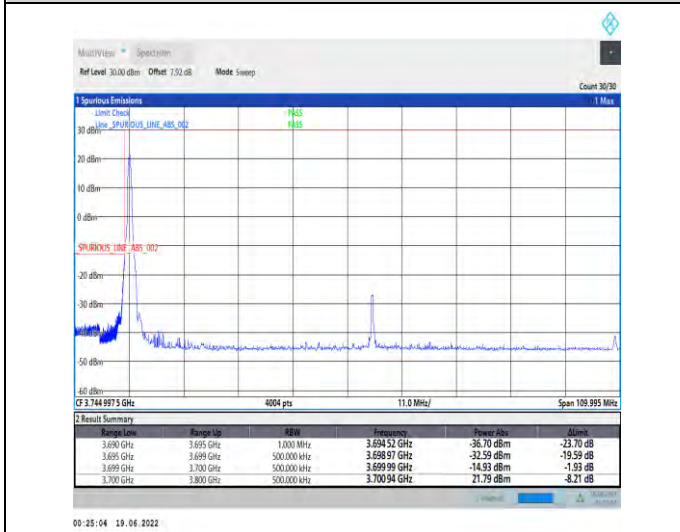 MultiView Spectrum
Ref Level 30.00 dBm Offset 7.92 dB Mode Sweep
Count 30/30
1 Spurious Emissions 1 Max
Limit Check PASS
Line _SPURIOUS_LINE_ABS_002 PASS
30 dBm
20 dBm
10 dBm
0 dBm
SPURIOUS_LINE_ABS_002
-20 dBm
-30 dBm
-50 dBm
-60 dBm
CF 3.744 997 5 GHz 4004 pts 11.0 MHz/ Span 109.995 MHz
2 Result Summary
Range Low Range Up RBW Frequency Power Abs ΔLimit
3.690 GHz 3.695 GHz 1.000 MHz 3.694 52 GHz -36.70 dBm -23.70 dB
3.695 GHz 3.699 GHz 500.000 kHz 3.698 97 GHz -32.59 dBm -19.59 dB
3.699 GHz 3.700 GHz 500.000 kHz 3.699 99 GHz -14.93 dBm -1.93 dB
3.700 GHz 3.800 GHz 500.000 kHz 3.700 94 GHz 21.79 dBm -8.21 dB
00:25:04 19.06.2022